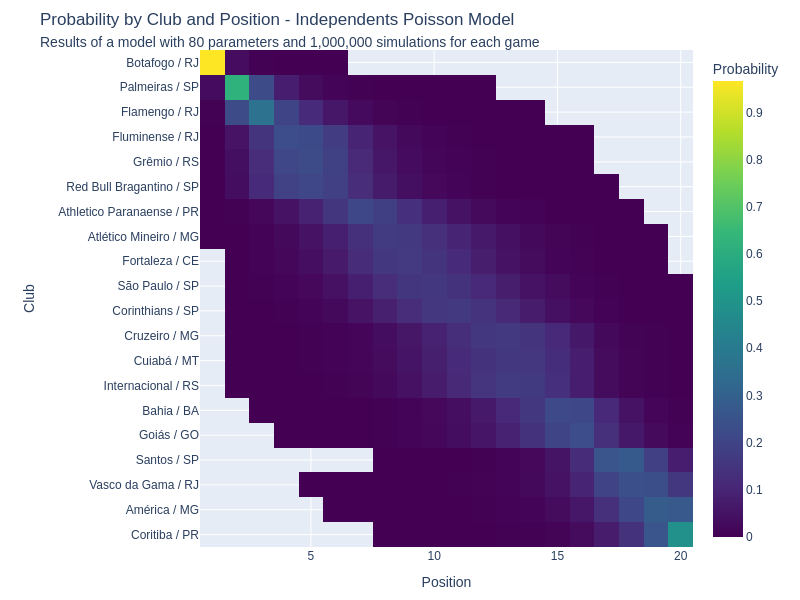 Probability by Club and Position - Independents Poisson Model
Results of a model with 80 parameters and 1,000,000 simulations for each game
Club
Botafogo / RJ
Palmeiras / SP
Flamengo / RJ
Fluminense / RJ
Grêmio / RS
Red Bull Bragantino / SP
Athletico Paranaense / PR
Atlético Mineiro / MG
Fortaleza / CE
São Paulo / SP
Corinthians / SP
Cruzeiro / MG
Cuiabá / MT
Internacional / RS
Bahia / BA
Goiás / GO
Santos / SP
Vasco da Gama / RJ
América / MG
Coritiba / PR
5 10 15 20
Position
Probability
0.9
0.8
0.7
0.6
0.5
0.4
0.3
0.2
0.1
0